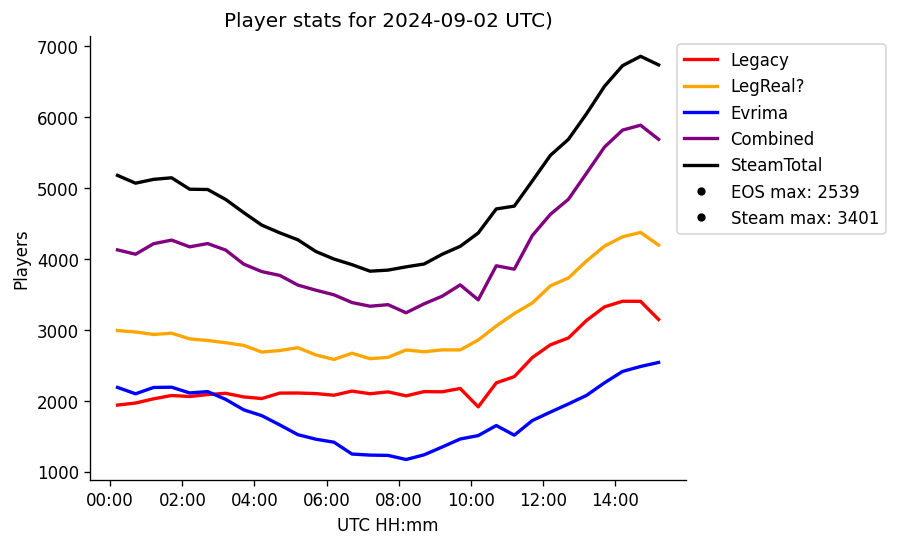 Player stats for 2024-09-02 UTC)
7000
6000
5000
4000
3000
2000
1000
Players
00:00 02:00 04:00 06:00 08:00 10:00 12:00 14:00
UTC HH:mm
Legacy
LegReal?
Evrima
Combined
SteamTotal
EOS max: 2539
Steam max: 3401